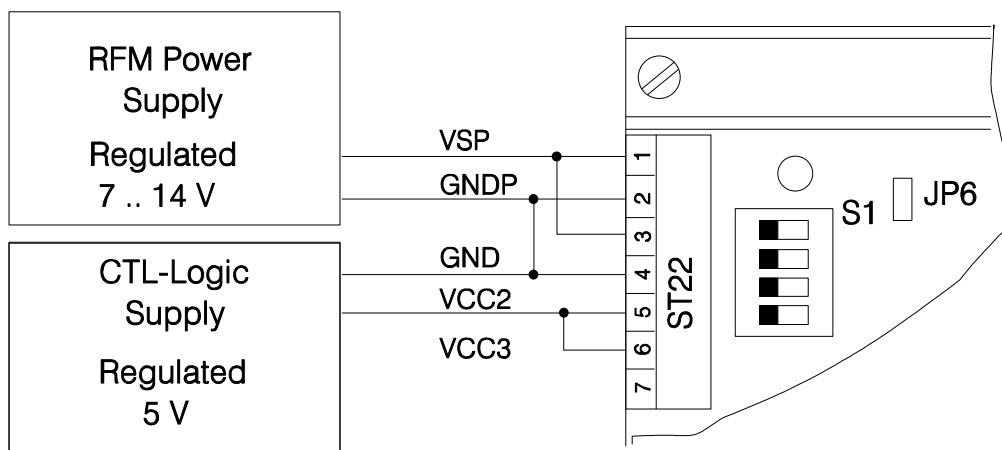 RFM Power
Supply
Regulated
7 .. 14 V
CTL-Logic
Supply
Regulated
5 V
VSP
GNDP
GND
VCC2
VCC3
1
2
3
4
5
6
7
ST22
S1
JP6